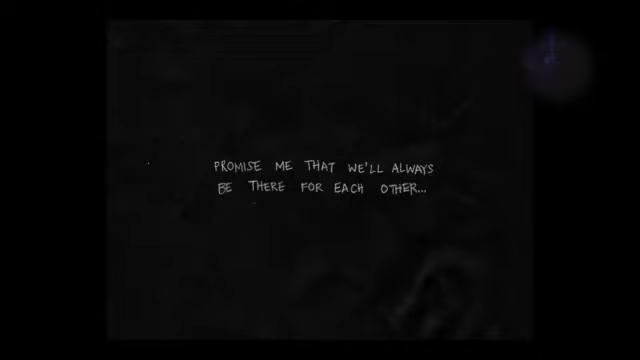 PROMISE ME THAT WE'LL ALWAYS
BE THERE FOR EACH OTHER...